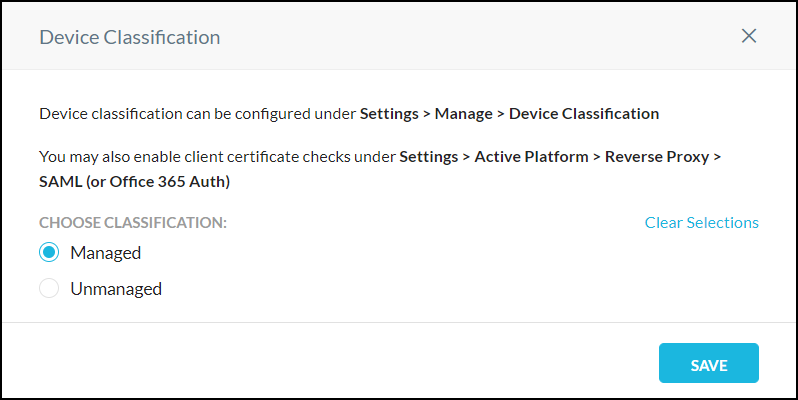 Device Classification
Device classification can be configured under Settings > Manage > Device Classification
You may also enable client certificate checks under Settings > Active Platform > Reverse Proxy >
SAML (or Office 365 Auth)
CHOOSE CLASSIFICATION:
Clear Selections
Managed
Unmanaged
SAVE